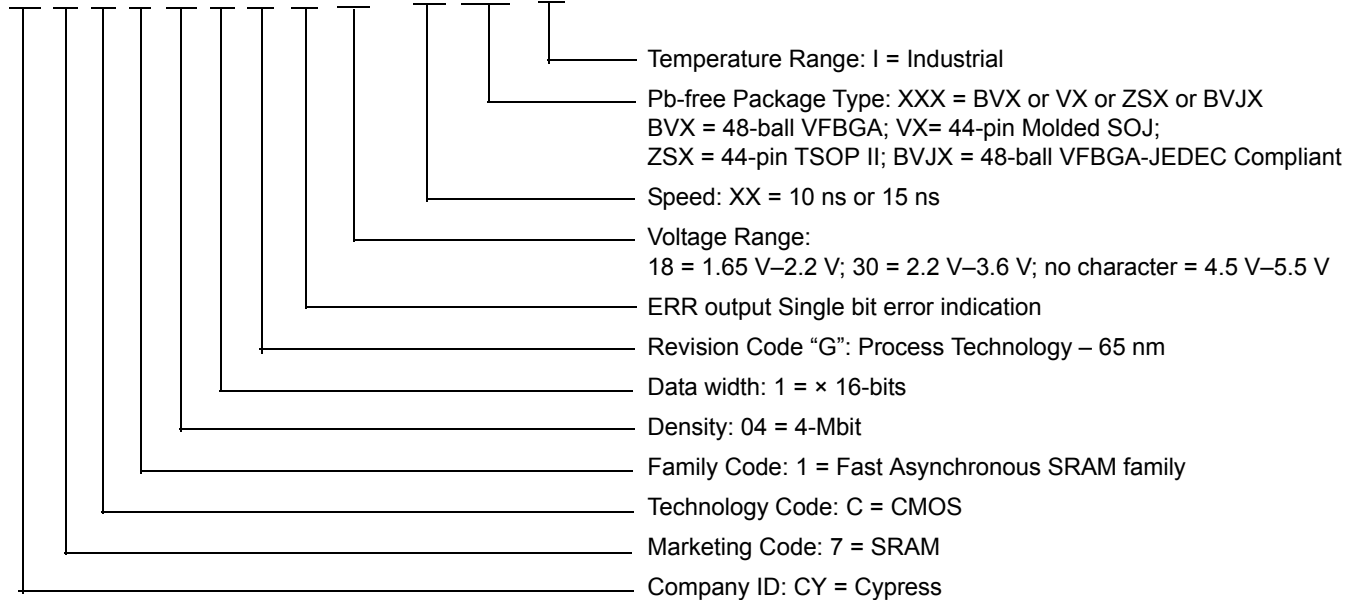 Temperature Range: I = Industrial
Pb-free Package Type: XXX = BVX or VX or ZSX or BVJX
BVX = 48-ball VFBGA; VX= 44-pin Molded SOJ;
ZSX = 44-pin TSOP II; BVJX = 48-ball VFBGA-JEDEC Compliant
Speed: XX = 10 ns or 15 ns
Voltage Range:
18 = 1.65 V–2.2 V; 30 = 2.2 V–3.6 V; no character = 4.5 V–5.5 V
ERR output Single bit error indication
Revision Code “G”: Process Technology – 65 nm
Data width: 1 = × 16-bits
Density: 04 = 4-Mbit
Family Code: 1 = Fast Asynchronous SRAM family
Technology Code: C = CMOS
Marketing Code: 7 = SRAM
Company ID: CY = Cypress